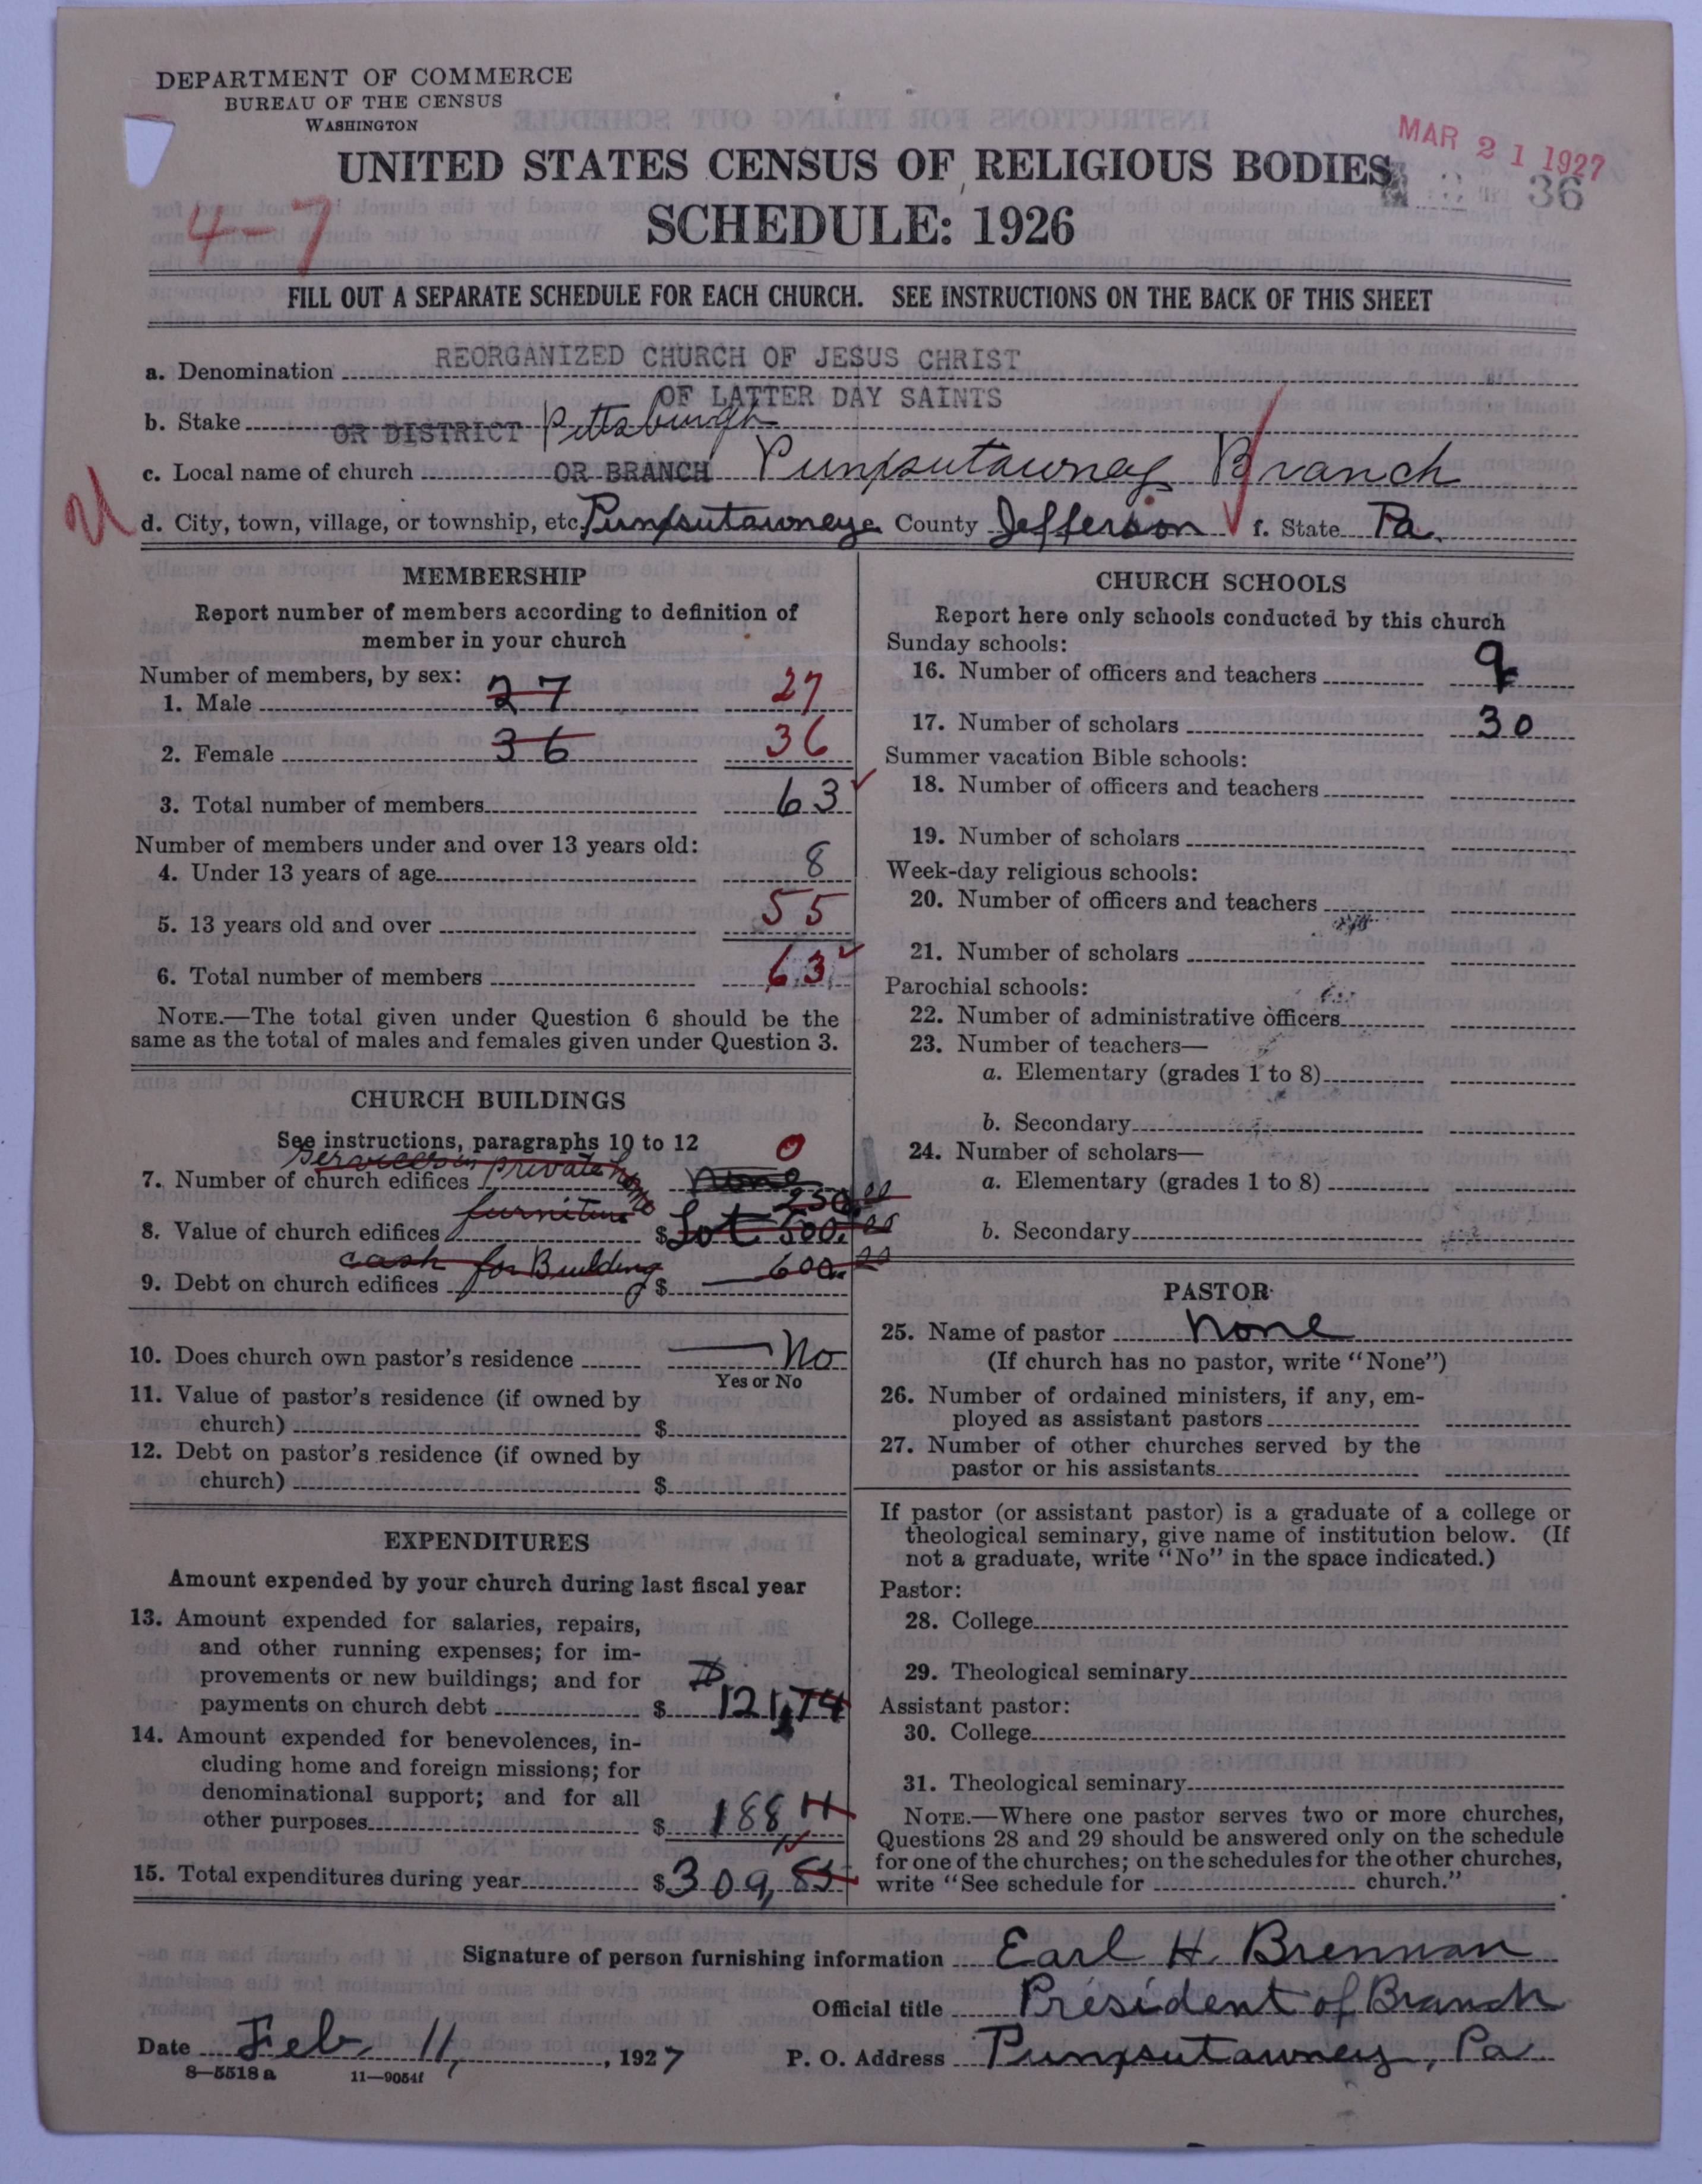 DEPARTMENT OF COMMERCE
BUREAU OF THE CENSUS
WASHINGTON
MAR 21 1927
36
UNITED STATES CENSUS OF RELIGIOUS BODIES
4-7
SCHEDULE: 1926
FILL OUT A SEPARATE SCHEDULE FOR EACH CHURCH. SEE INSTRUCTIONS ON THE BACK OF THIS SHEET
a. Denomination REORGANIZED CHURCH OF JESUS CHRIST
OF LATTER DAY SAINTS
b. Stake OR DISTRICT Pittsburgh
c. Local name of church OR BRANCH Punxsutawney Branch
d. City, town, village, or township, etc. Punxsutawney e. County Jefferson f. State Pa.
MEMBERSHIP
Report number of members according to definition of
member in your church
Number of members, by sex:
1. Male 27 27
2. Female 36 36
3. Total number of members 63
Number of members under and over 13 years old:
4. Under 13 years of age 8
5. 13 years old and over 55
6. Total number of members 63
NOTE.—The total given under Question 6 should be the
same as the total of males and females given under Question 3.
CHURCH BUILDINGS
See instructions, paragraphs 10 to 12
Services in private homes
0
7. Number of church edifices None
furniture 250.00
8. Value of church edifices $ Lot 500.00
cash for Building
9. Debt on church edifices $ 600.00
10. Does church own pastor's residence No
Yes or No
11. Value of pastor's residence (if owned by
church) $
12. Debt on pastor's residence (if owned by
church) $
EXPENDITURES
Amount expended by your church during last fiscal year
13. Amount expended for salaries, repairs,
and other running expenses; for im-
provements or new buildings; and for
payments on church debt $ 121,74
14. Amount expended for benevolences, in-
cluding home and foreign missions; for
denominational support; and for all
other purposes $ 188,11
15. Total expenditures during year $ 309,85
CHURCH SCHOOLS
Report here only schools conducted by this church
Sunday schools:
16. Number of officers and teachers 9
17. Number of scholars 30
Summer vacation Bible schools:
18. Number of officers and teachers
19. Number of scholars
Week-day religious schools:
20. Number of officers and teachers
21. Number of scholars
Parochial schools:
22. Number of administrative officers
23. Number of teachers—
a. Elementary (grades 1 to 8)
b. Secondary
24. Number of scholars—
a. Elementary (grades 1 to 8)
b. Secondary
PASTOR
25. Name of pastor None
(If church has no pastor, write "None")
26. Number of ordained ministers, if any, em-
ployed as assistant pastors
27. Number of other churches served by the
pastor or his assistants
If pastor (or assistant pastor) is a graduate of a college or
theological seminary, give name of institution below. (If
not a graduate, write "No" in the space indicated.)
Pastor:
28. College
29. Theological seminary
Assistant pastor:
30. College
31. Theological seminary
NOTE.—Where one pastor serves two or more churches,
Questions 28 and 29 should be answered only on the schedule
for one of the churches; on the schedules for the other churches,
write "See schedule for church."
Signature of person furnishing information Earl H. Brennan
Official title President of Branch
Date Feb. 11, 1927 P. O. Address Punxsutawney, Pa
8—5518 a 11—9054f